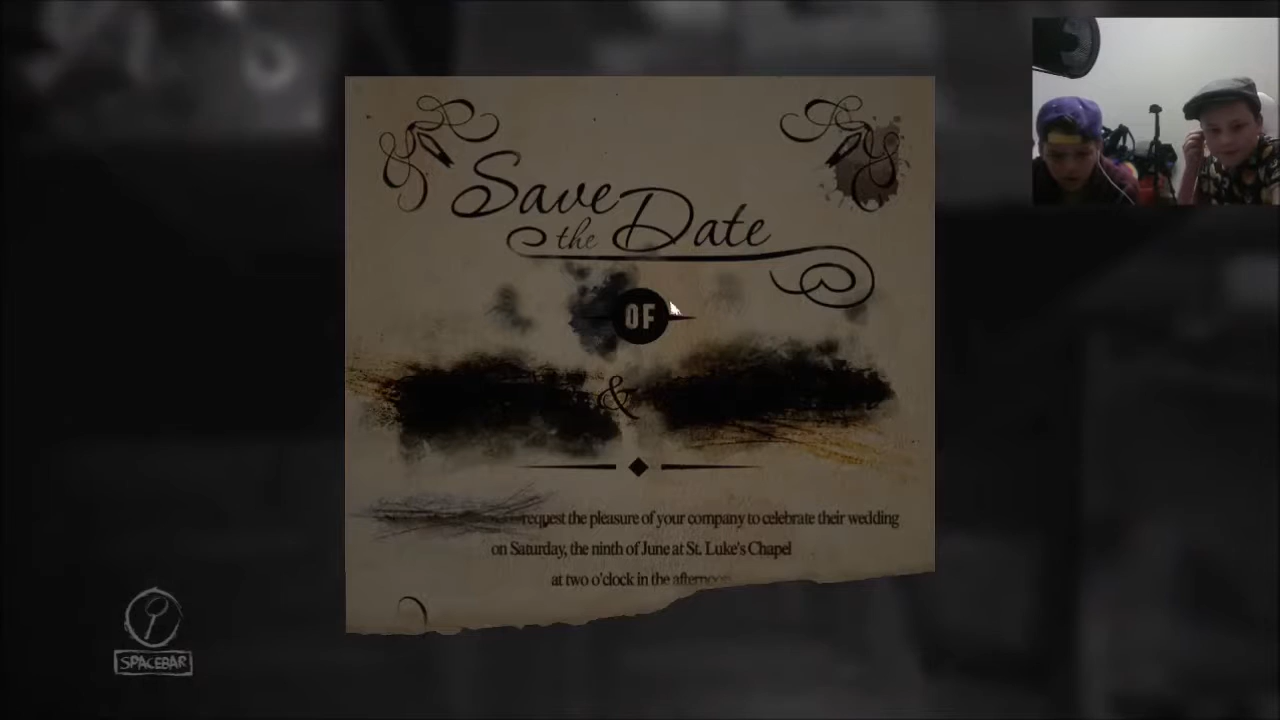 Save
the Date
OF
&
request the pleasure of your company to celebrate their wedding
on Saturday, the ninth of June at St. Luke's Chapel
at two o'clock in the afternoon
SPACEBAR